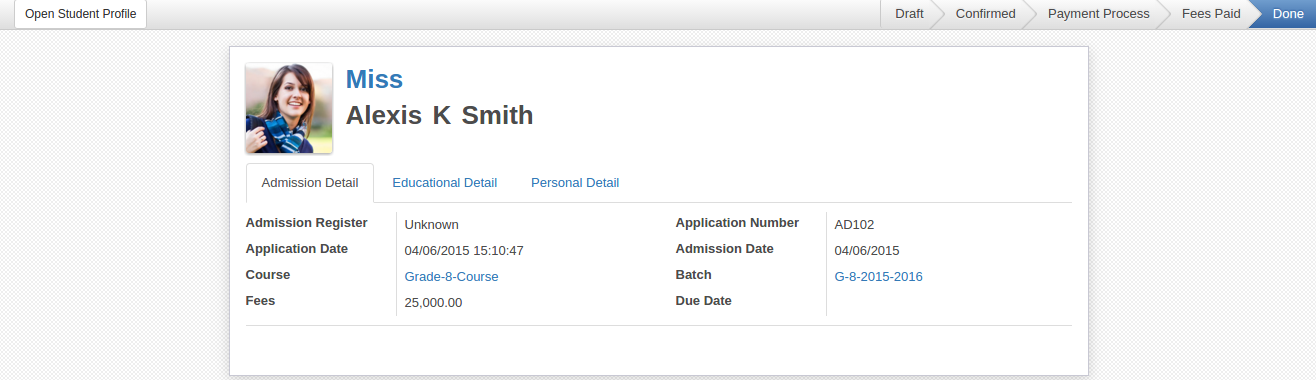 Open Student Profile Draft Confirmed Payment Process Fees Paid Done
Miss
Alexis K Smith
Admission Detail Educational Detail Personal Detail
Admission Register Unknown Application Number AD102
Application Date 04/06/2015 15:10:47 Admission Date 04/06/2015
Course Grade-8-Course Batch G-8-2015-2016
Fees 25,000.00 Due Date